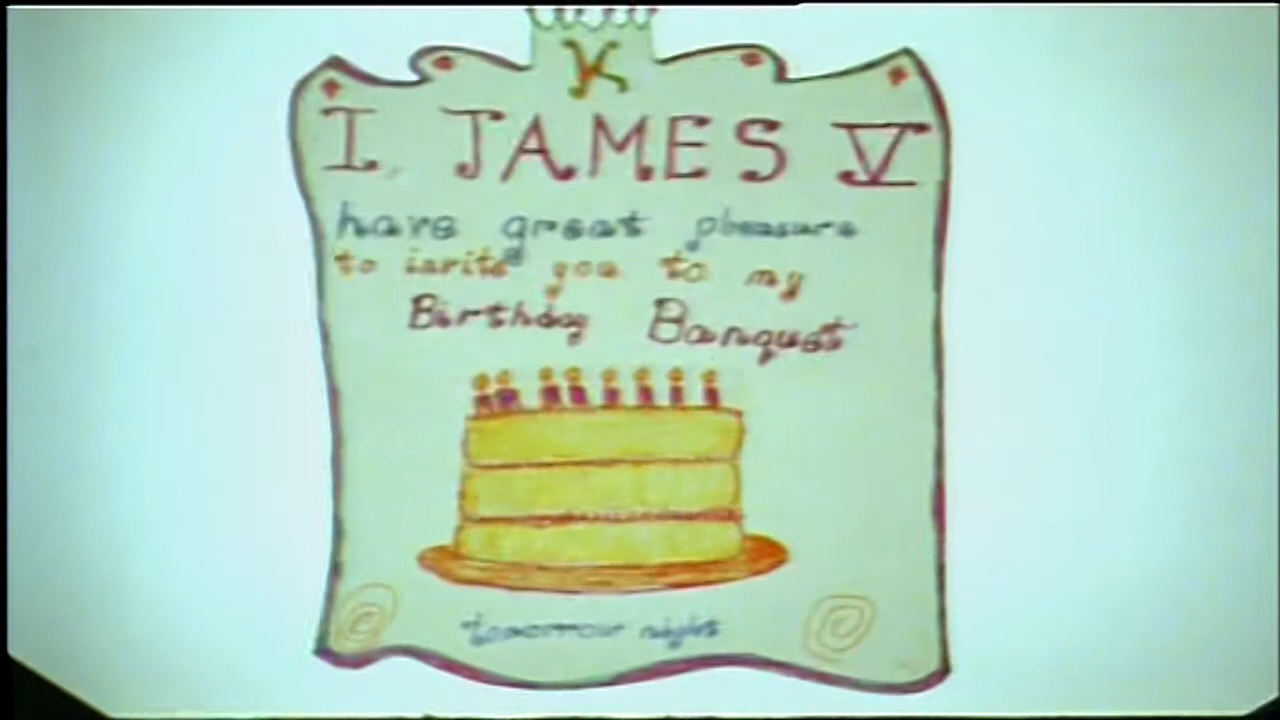 K
I, JAMES V
have great pleasure
to invite you to my
Birthday Banquet
tomorrow night